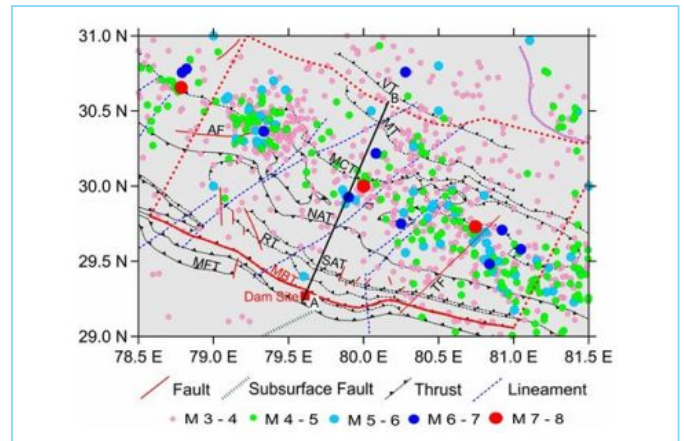 31.0 N
30.5 N
30.0 N
29.5 N
29.0 N
VT
B
MT
AF
MCT
NAT
RT
SAT
MBT
MFT
TF
Dam Site
A
78.5 E 79.0 E 79.5 E 80.0 E 80.5 E 81.0 E 81.5 E
Fault Subsurface Fault Thrust Lineament
M 3 - 4 M 4 - 5 M 5 - 6 M 6 - 7 M 7 - 8